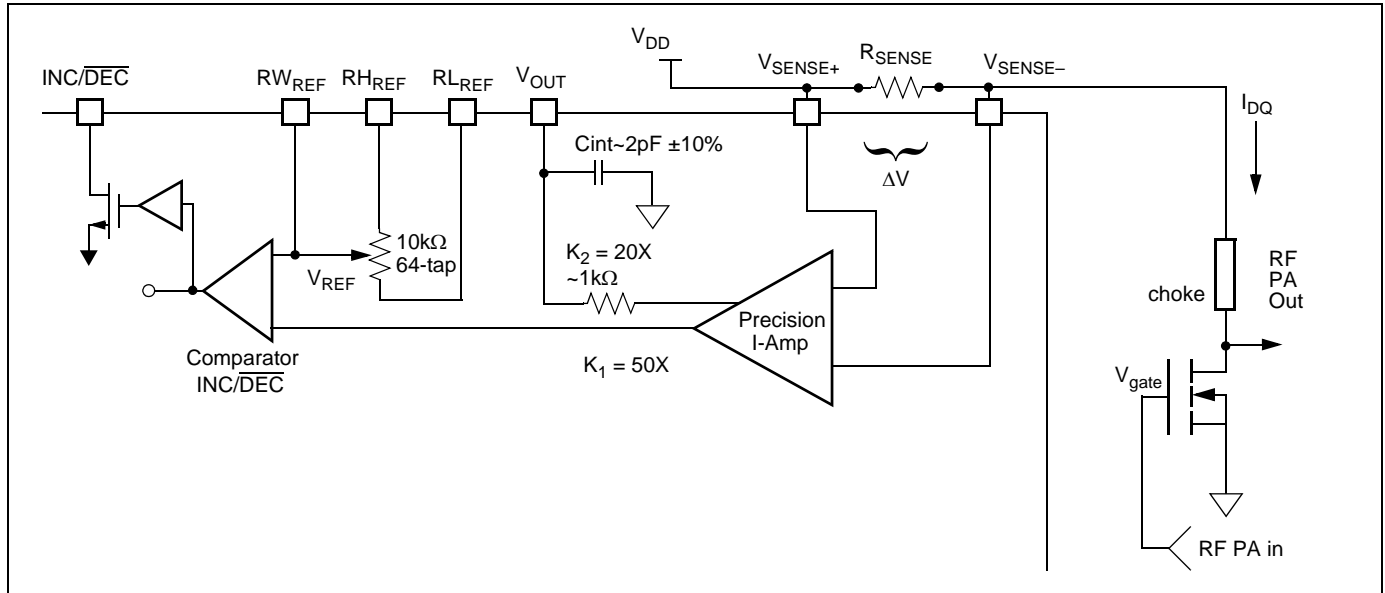 INC/DEC
RW_REF
RH_REF
RL_REF
V_OUT
V_DD
V_SENSE+
R_SENSE
V_SENSE–
I_DQ
Cint~2pF ±10%
ΔV
10kΩ
64-tap
V_REF
K_2 = 20X
~1kΩ
Precision
I-Amp
K_1 = 50X
Comparator
INC/DEC
choke
RF
PA
Out
V_gate
RF PA in